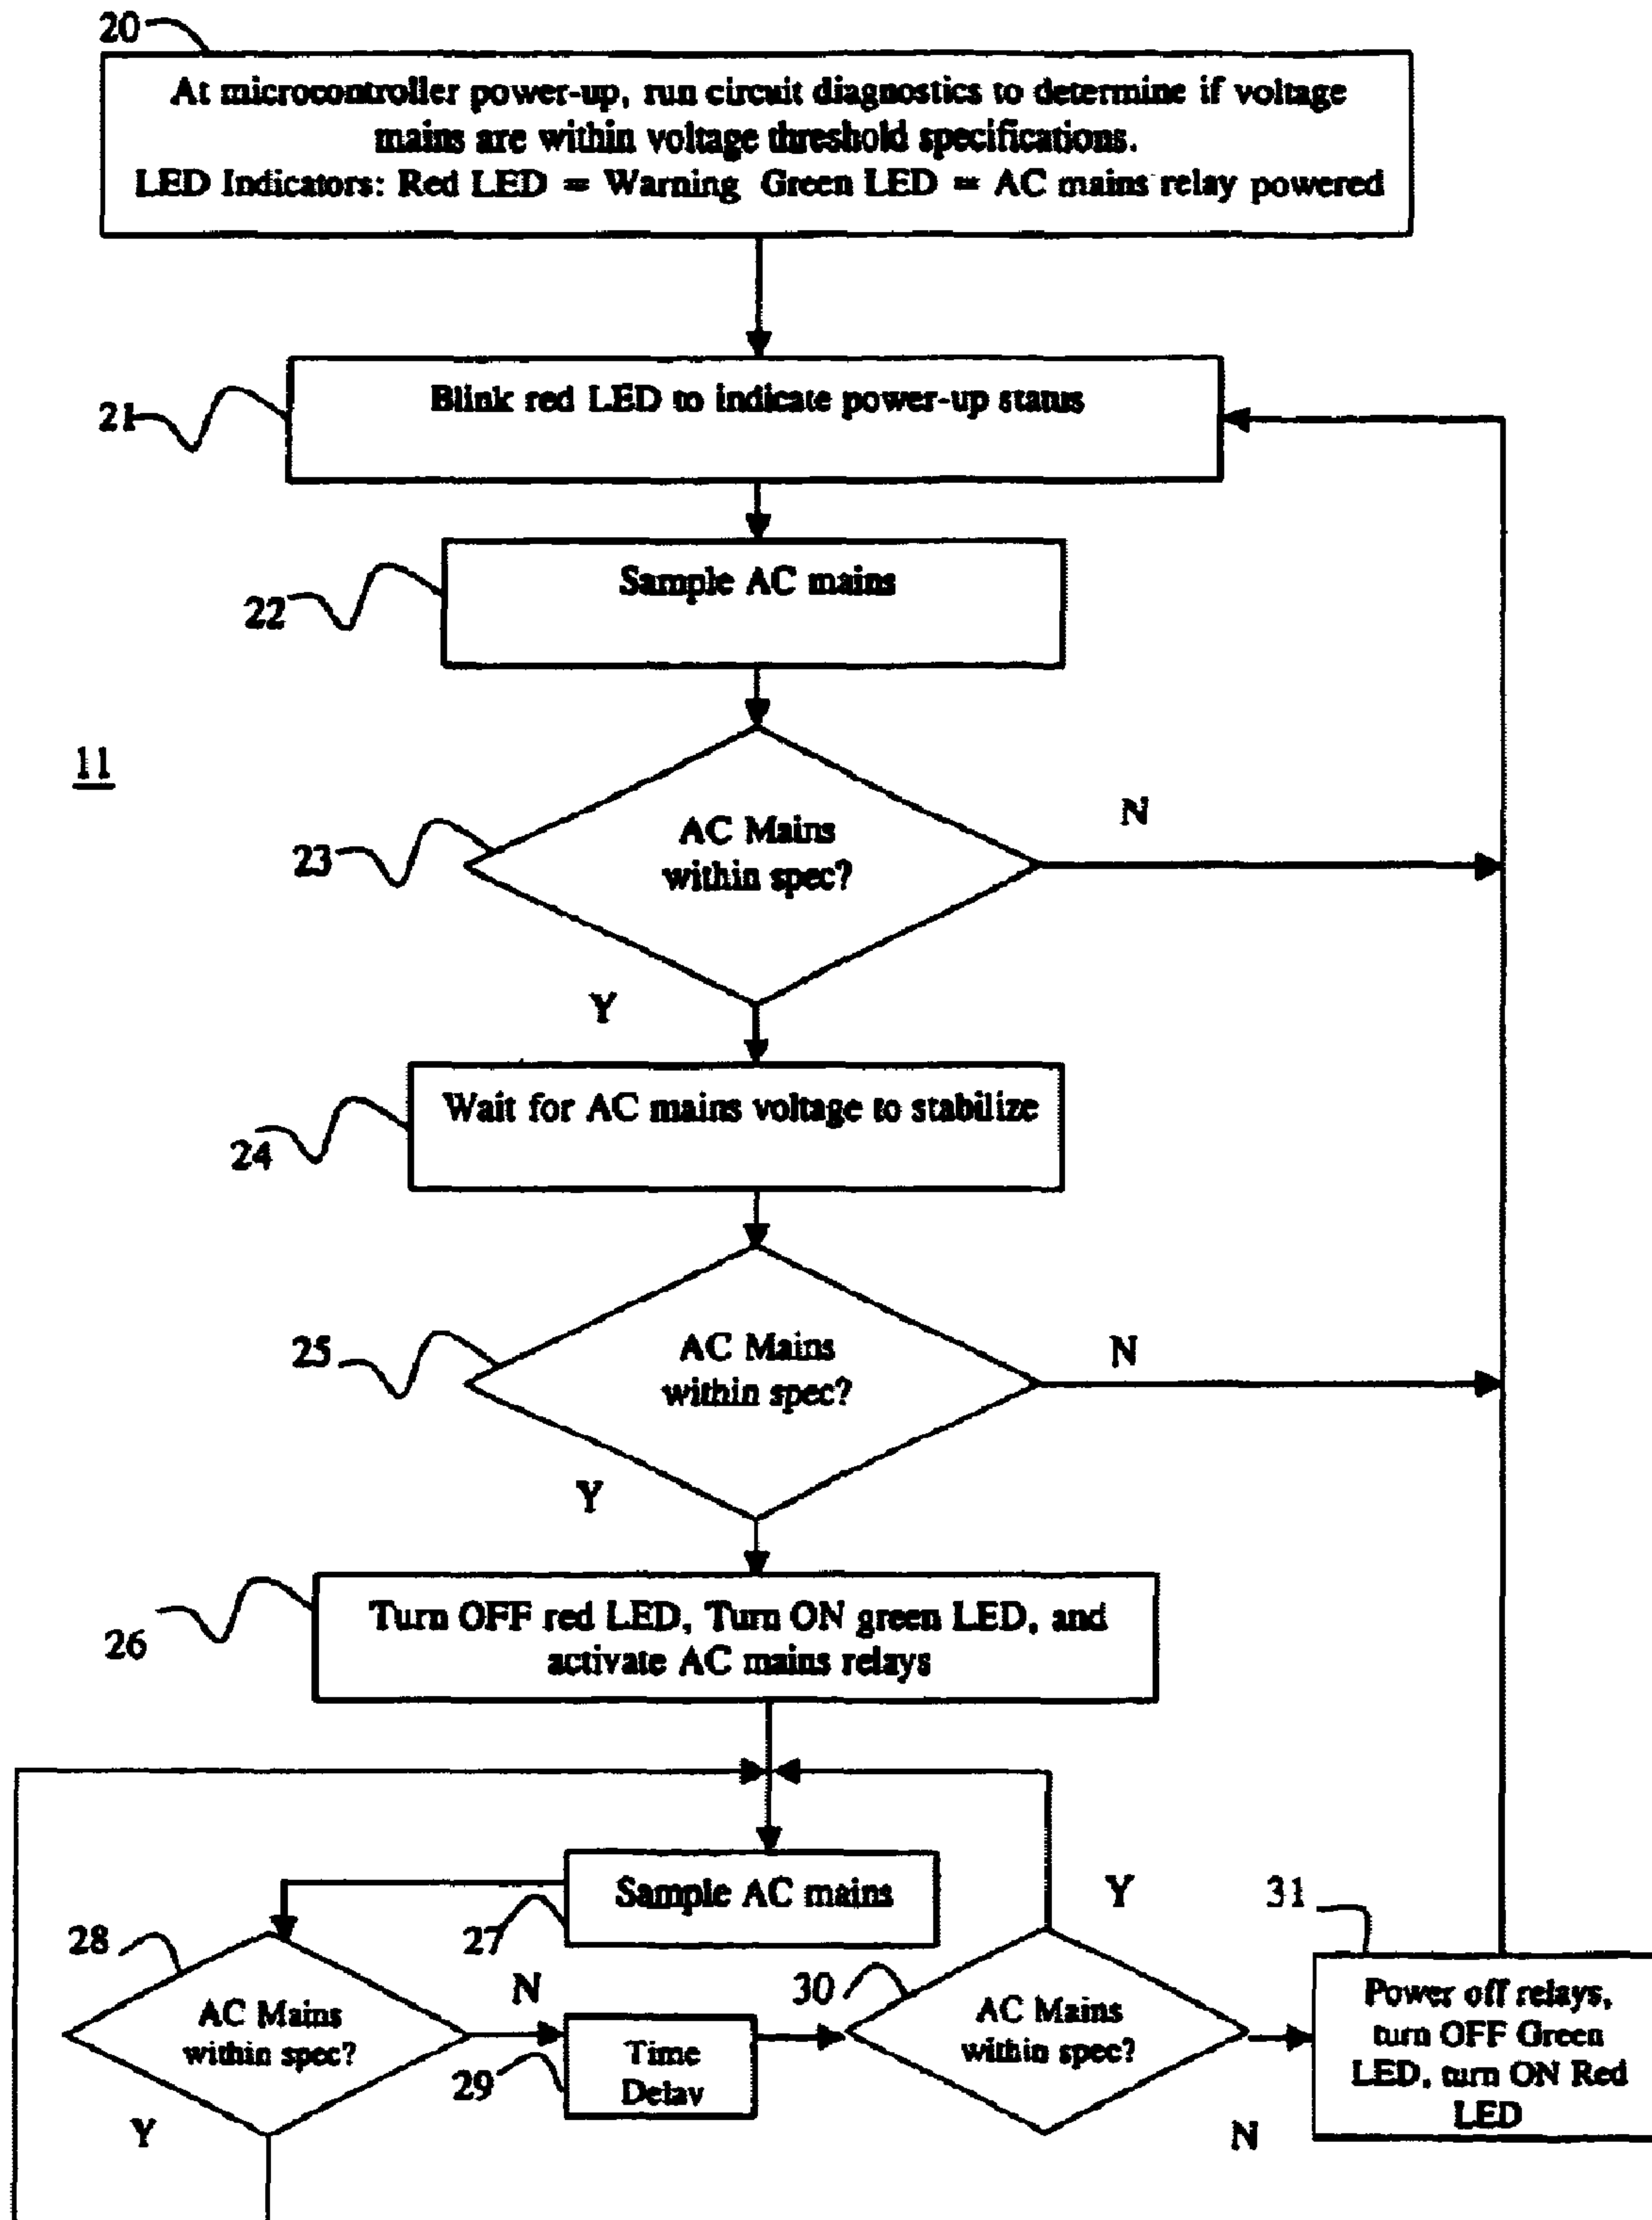 20
At microcontroller power-up, run circuit diagnostics to determine if voltage
mains are within voltage threshold specifications.
LED Indicators: Red LED = Warning Green LED = AC mains relay powered
21
Blink red LED to indicate power-up status
22
Sample AC mains
11
23
AC Mains
within spec?
N
Y
24
Wait for AC mains voltage to stabilize
25
AC Mains
within spec?
N
Y
26
Turn OFF red LED, Turn ON green LED, and
activate AC mains relays
27
Sample AC mains
28
AC Mains
within spec?
N
Y
29
Time
Delay
30
AC Mains
within spec?
Y
N
31
Power off relays,
turn OFF Green
LED, turn ON Red
LED